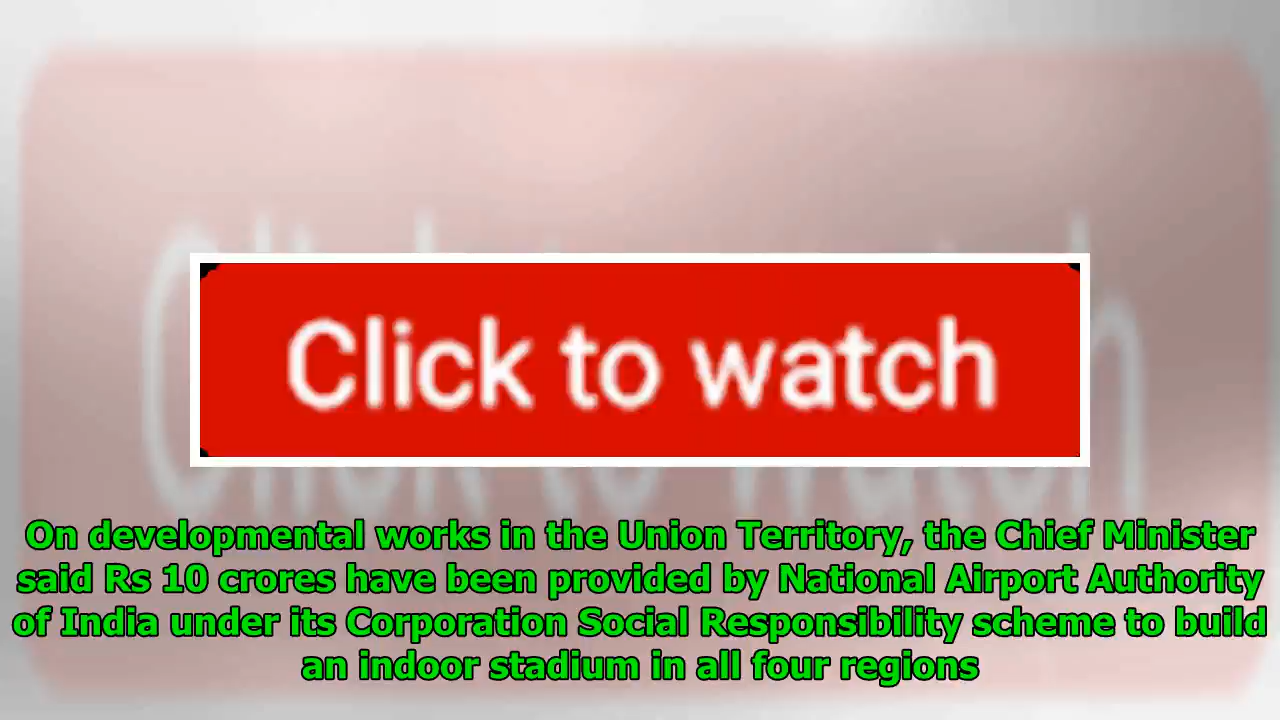 Click to watch
On developmental works in the Union Territory, the Chief Minister
said Rs 10 crores have been provided by National Airport Authority
of India under its Corporation Social Responsibility scheme to build
an indoor stadium in all four regions